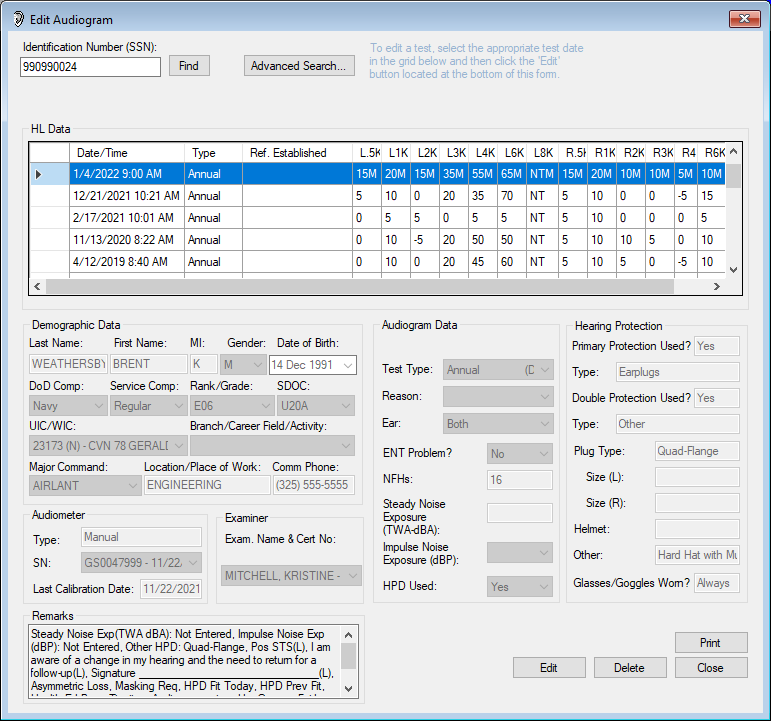 Edit Audiogram
Identification Number (SSN):
990990024 Find Advanced Search...
To edit a test, select the appropriate test date
in the grid below and then click the 'Edit'
button located at the bottom of this form.
HL Data
Date/Time Type Ref. Established L.5K L1K L2K L3K L4K L6K L8K R.5K R1K R2K R3K R4 R6K
1/4/2022 9:00 AM Annual 15M 20M 15M 35M 55M 65M NTM 15M 20M 10M 10M 5M 10M
12/21/2021 10:21 AM Annual 5 10 0 20 35 70 NT 5 10 0 0 -5 15
2/17/2021 10:01 AM Annual 0 5 5 0 5 5 NT 5 5 0 0 0 5
11/13/2020 8:22 AM Annual 0 10 -5 20 50 50 NT 5 10 10 5 0 10
4/12/2019 8:40 AM Annual 0 10 0 20 45 60 NT 5 10 5 0 -5 10
Demographic Data
Last Name: First Name: MI: Gender: Date of Birth:
WEATHERSBY BRENT K M 14 Dec 1991
DoD Comp: Service Comp: Rank/Grade: SDOC:
Navy Regular E06 U20A
UIC/WIC: Branch/Career Field/Activity:
23173 (N) - CVN 78 GERALD
Major Command: Location/Place of Work: Comm Phone:
AIRLANT ENGINEERING (325) 555-5555
Audiometer
Type: Manual
SN: GS0047999 - 11/22/
Last Calibration Date: 11/22/2021
Examiner
Exam. Name & Cert No:
MITCHELL, KRISTINE -
Audiogram Data
Test Type: Annual (D
Reason:
Ear: Both
ENT Problem? No
NFHs: 16
Steady Noise
Exposure
(TWA-dBA):
Impulse Noise
Exposure (dBP):
HPD Used: Yes
Hearing Protection
Primary Protection Used? Yes
Type: Earplugs
Double Protection Used? Yes
Type: Other
Plug Type: Quad-Flange
Size (L):
Size (R):
Helmet:
Other: Hard Hat with Mu
Glasses/Goggles Worn? Always
Remarks
Steady Noise Exp(TWA dBA): Not Entered, Impulse Noise Exp
(dBP): Not Entered, Other HPD: Quad-Flange, Pos STS(L), I am
aware of a change in my hearing and the need to return for a
follow-up(L), Signature ______________________________(L),
Asymmetric Loss, Masking Req, HPD Fit Today, HPD Prev Fit,
Print
Edit Delete Close